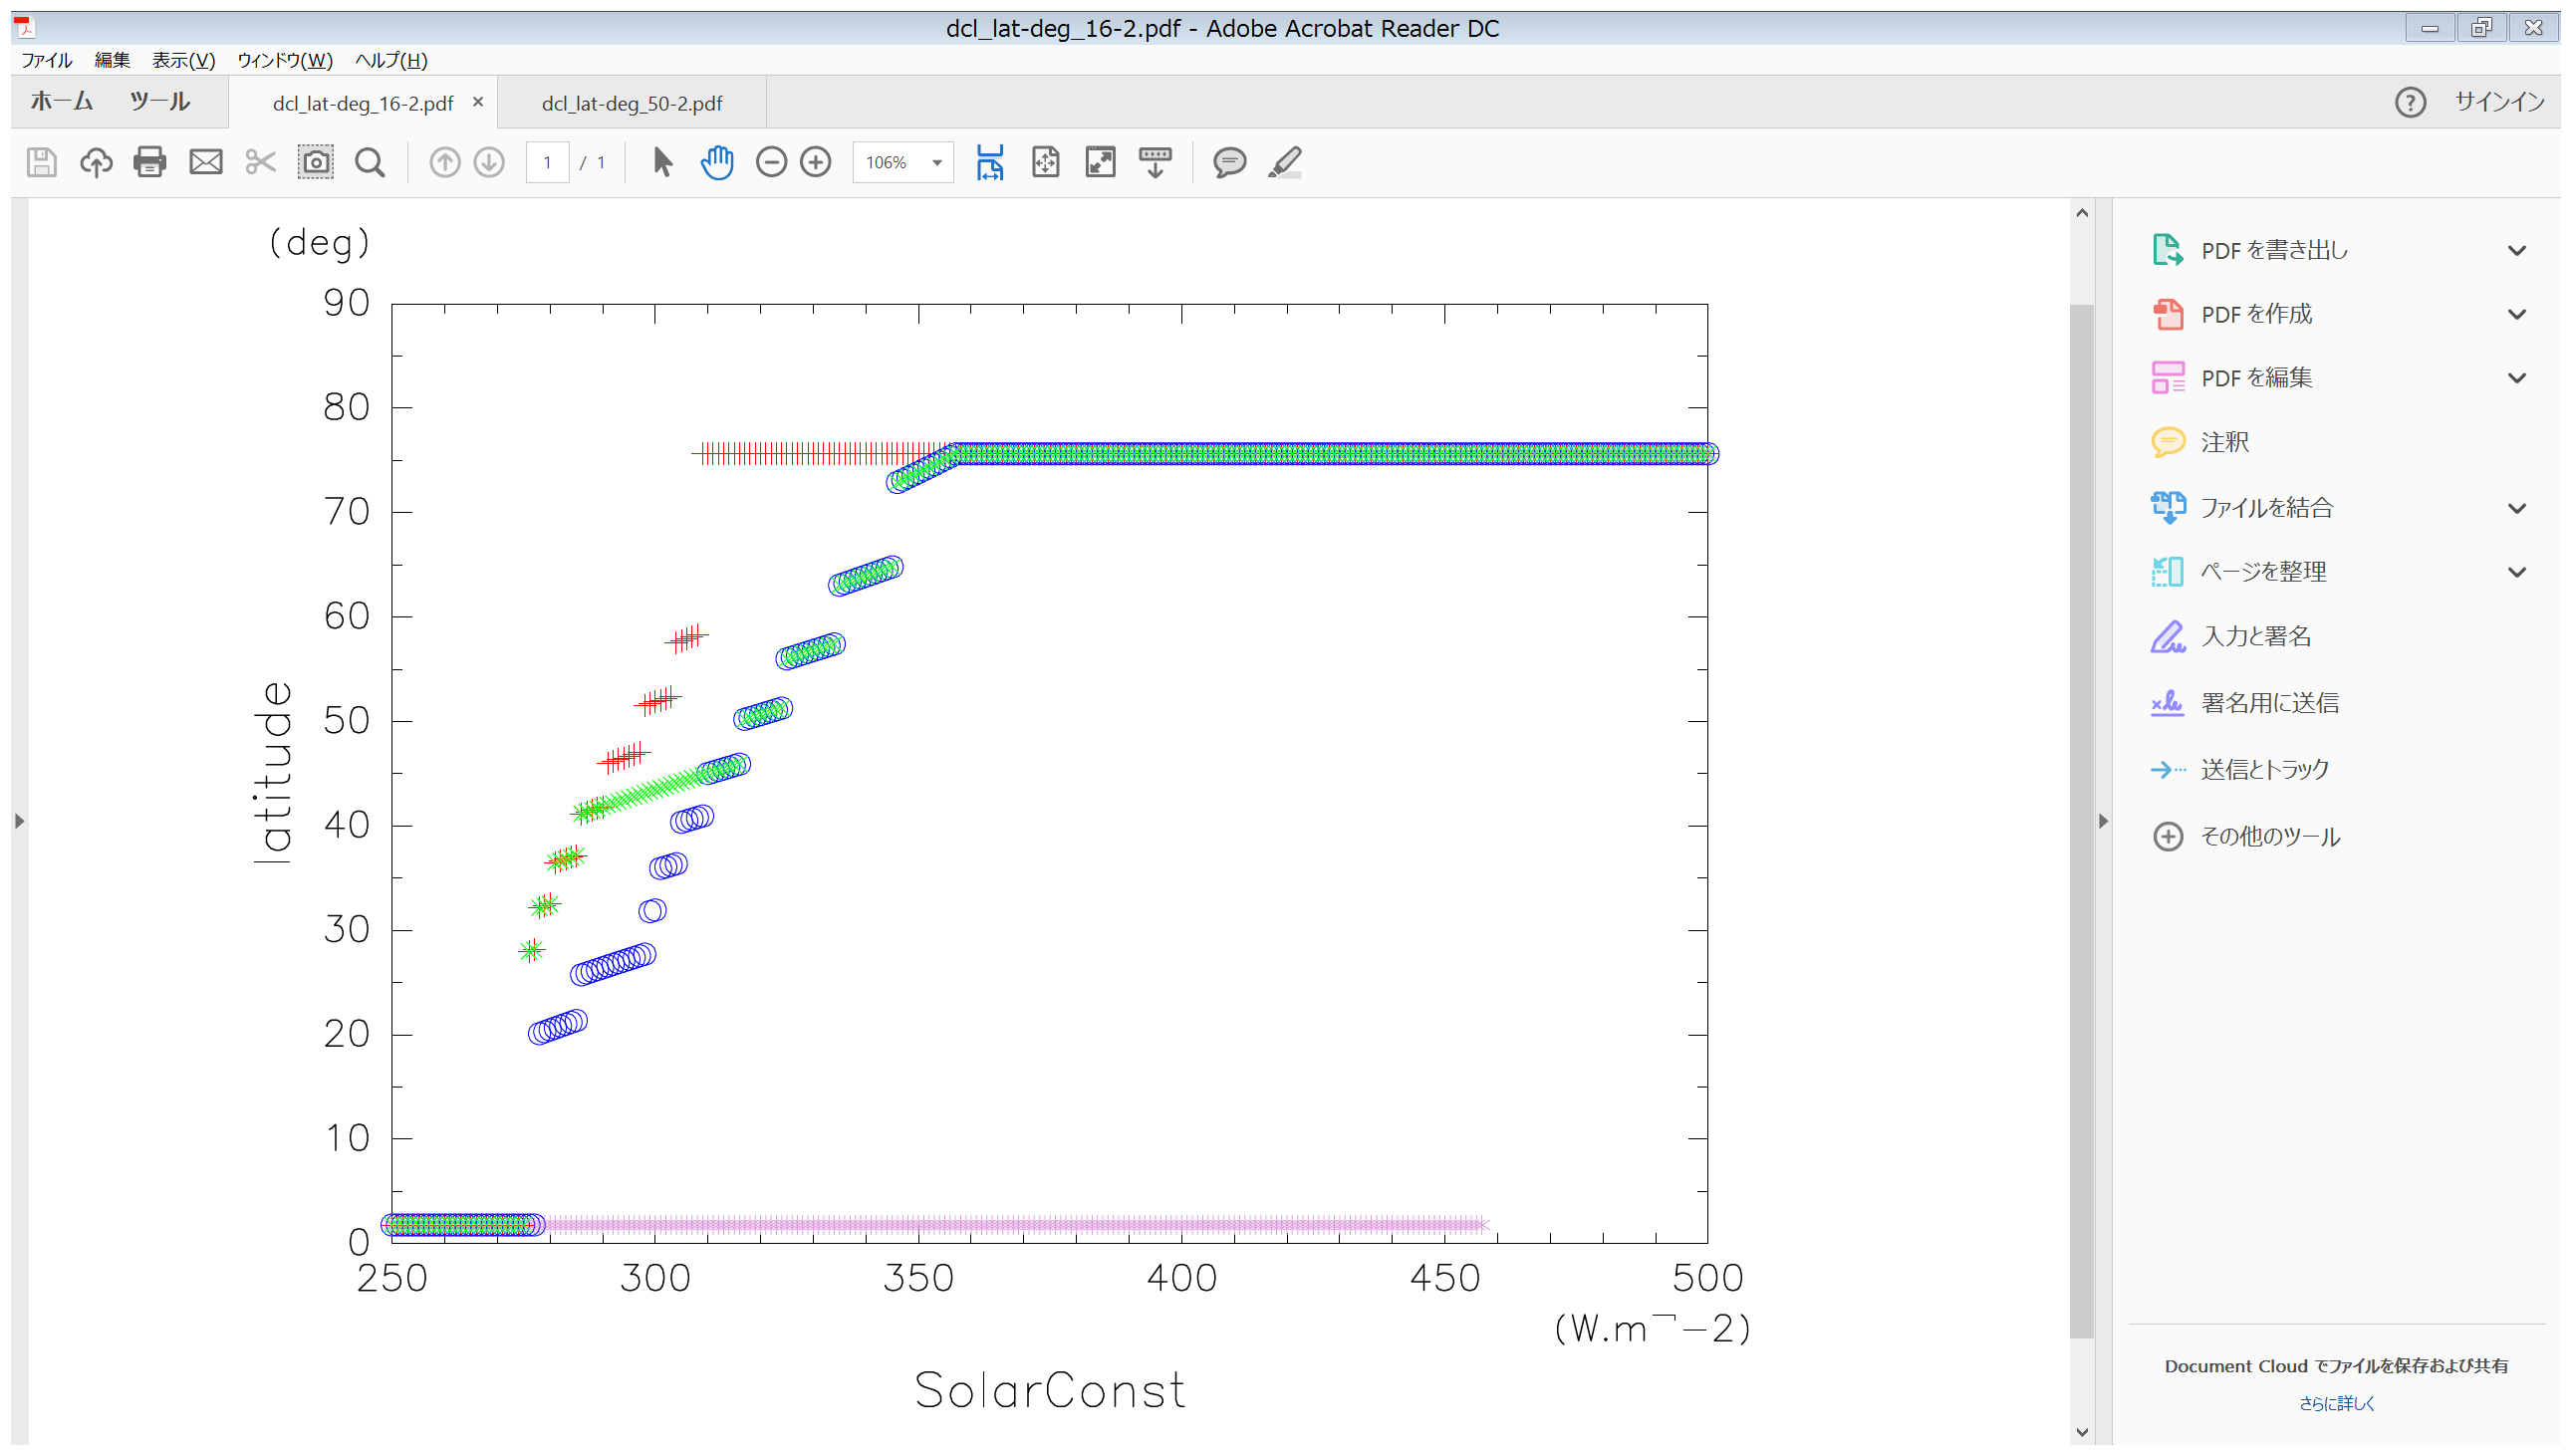 dcl_lat-deg_16-2.pdf - Adobe Acrobat Reader DC
ファイル 編集 表示(V) ウィンドウ(W) ヘルプ(H)
ホーム ツール dcl_lat-deg_16-2.pdf × dcl_lat-deg_50-2.pdf ? サインイン
1 / 1 106%
(deg)
90
80
70
60
50
40
30
20
10
0
latitude
250 300 350 400 450 500
(W.m¯-2)
SolarConst
PDF を書き出し
PDF を作成
PDF を編集
注釈
ファイルを結合
ページを整理
入力と署名
署名用に送信
送信とトラック
その他のツール
Document Cloud でファイルを保存および共有
さらに詳しく